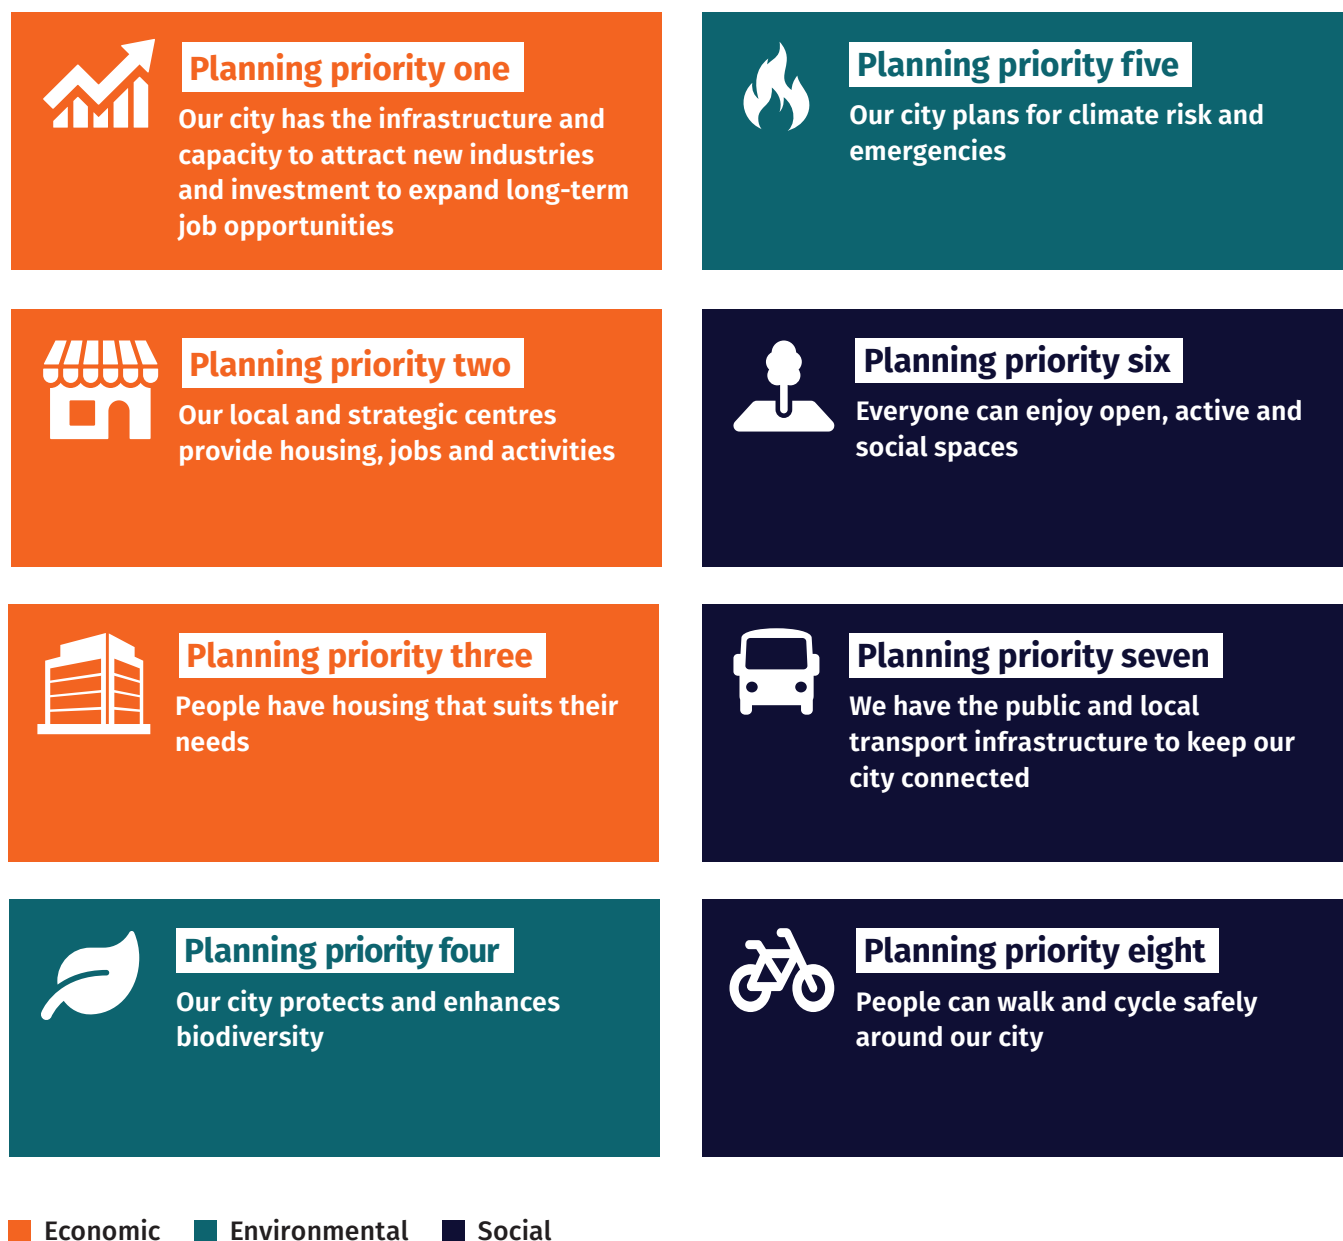 Planning priority one
Our city has the infrastructure and
capacity to attract new industries
and investment to expand long-term
job opportunities
Planning priority two
Our local and strategic centres
provide housing, jobs and activities
Planning priority three
People have housing that suits their
needs
Planning priority four
Our city protects and enhances
biodiversity
Planning priority five
Our city plans for climate risk and
emergencies
Planning priority six
Everyone can enjoy open, active and
social spaces
Planning priority seven
We have the public and local
transport infrastructure to keep our
city connected
Planning priority eight
People can walk and cycle safely
around our city
Economic
Environmental
Social